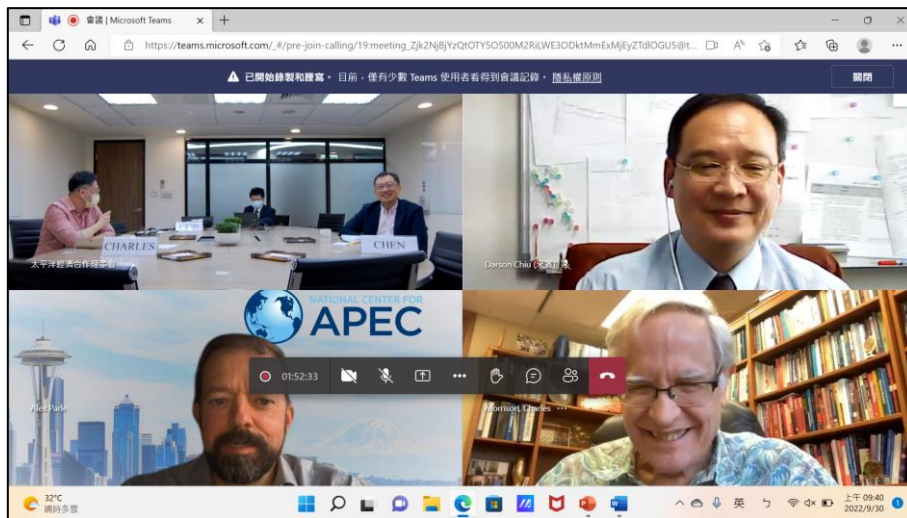 會議 | Microsoft Teams
https://teams.microsoft.com/_#/pre-join-calling/19:meeting_Zjk2NjBjYzQtOTY5OS00M2RiLWE3ODktMmExMjEyZTdlOGU5@t...
已開始錄製和謄寫。目前,僅有少數 Teams 使用者看得到會議記錄。 隱私權原則
關閉
CHARLES
CHEN
太平洋經濟合作理事會
Darson Chiu
NATIONAL CENTER FOR
APEC
01:52:33
Alex Parle
Morrison, Charles
32°C
晴時多雲
英
ㄅ
上午 09:40
2022/9/30
1